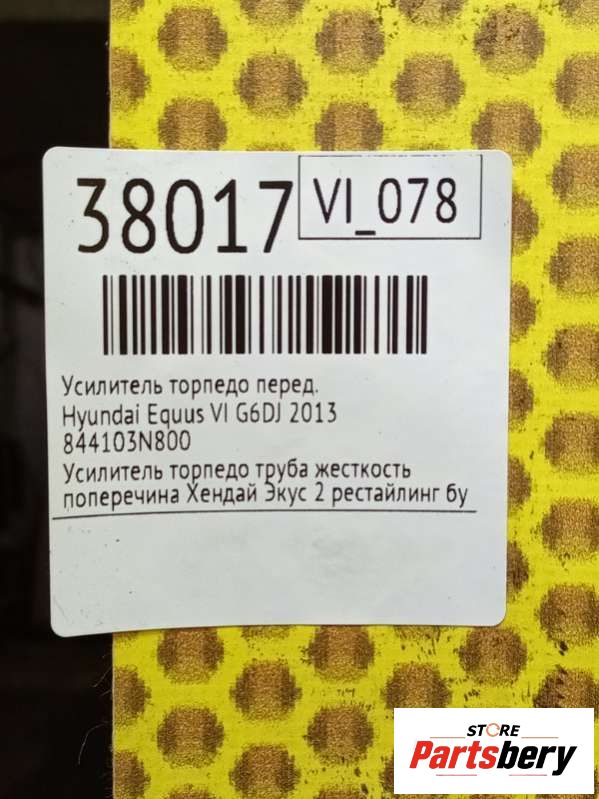 38017
VI_078
Усилитель торпедо перед.
Hyundai Equus VI G6DJ 2013
844103N800
Усилитель торпедо труба жесткость
поперечина Хендай Экус 2 рестайлинг бу
STORE
Partsbery